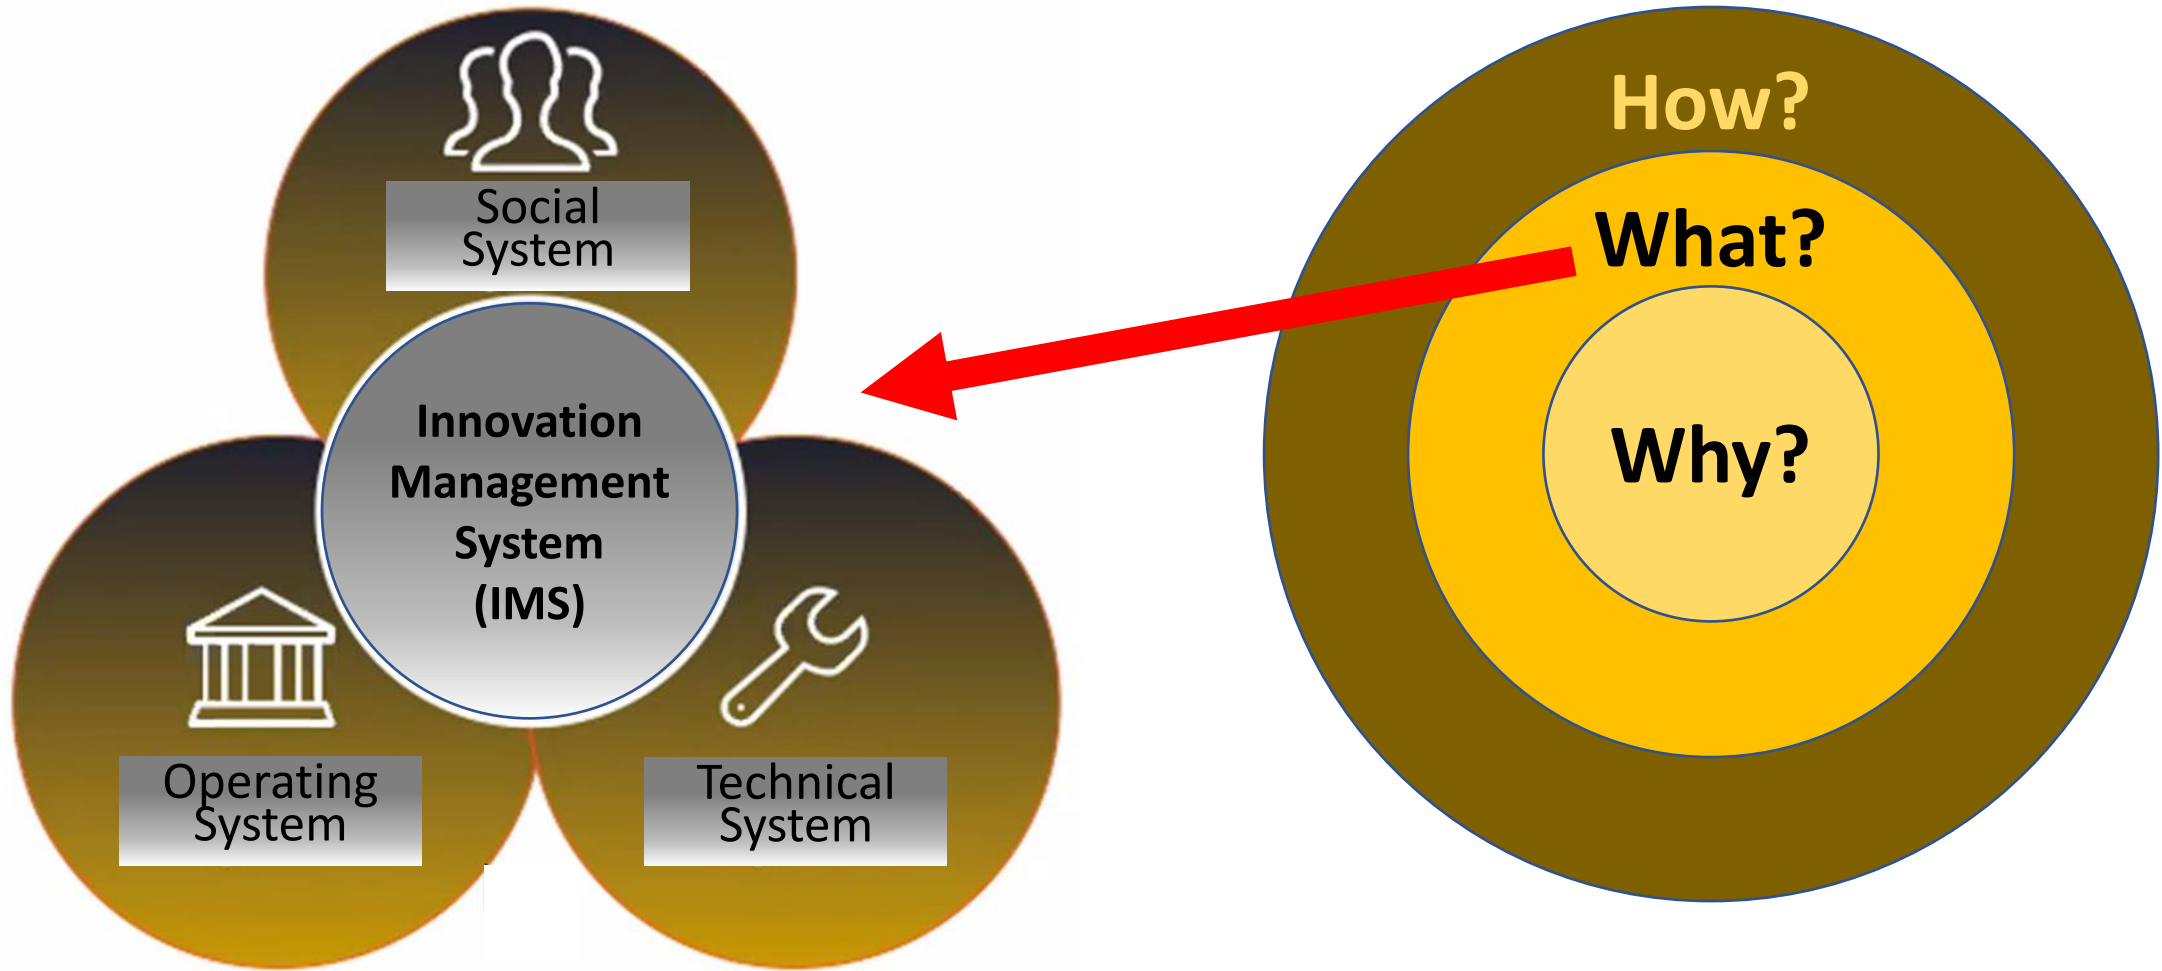 Social
System
Innovation
Management
System
(IMS)
Operating
System
Technical
System
How?
What?
Why?